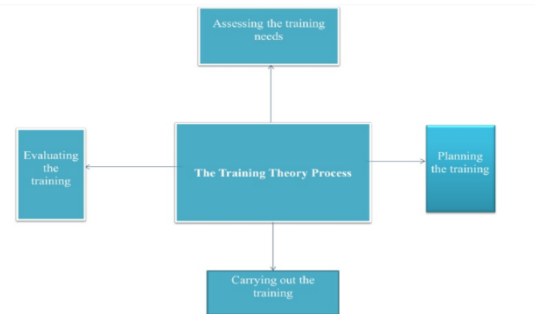 Assessing the training
needs
Evaluating
the
training
The Training Theory Process
Planning
the training
Carrying out the
training